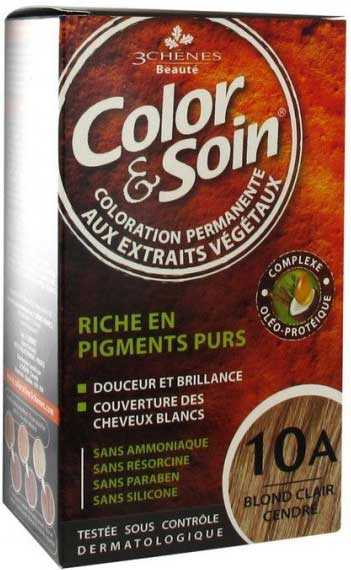 3 CHÊNES
Beauté
Color
& Soin®
COLORATION PERMANENTE
AUX EXTRAITS VÉGÉTAUX
COMPLEXE
OLÉO-PROTÉIQUE
RICHE EN
PIGMENTS PURS
DOUCEUR ET BRILLANCE
COUVERTURE DES
CHEVEUX BLANCS
SANS AMMONIAQUE
SANS RÉSORCINE
SANS PARABEN
SANS SILICONE
10A
BLOND CLAIR
CENDRÉ
TESTÉE SOUS CONTRÔLE
DERMATOLOGIQUE